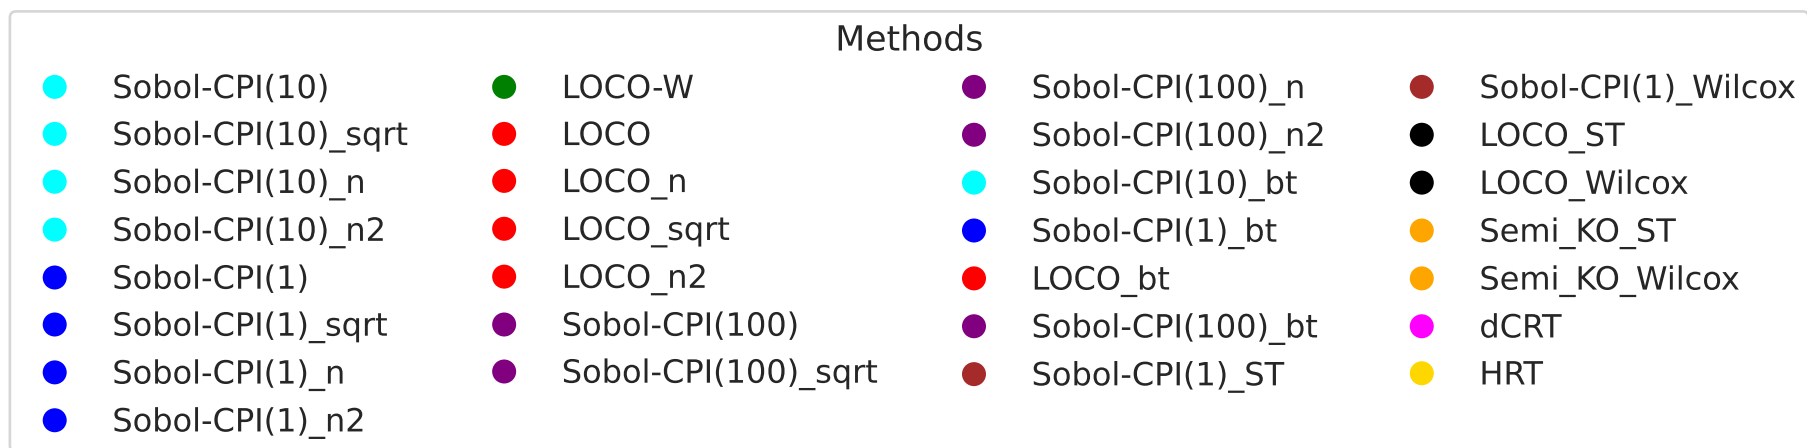 Methods
Sobol-CPI(10)
Sobol-CPI(10)_sqrt
Sobol-CPI(10)_n
Sobol-CPI(10)_n2
Sobol-CPI(1)
Sobol-CPI(1)_sqrt
Sobol-CPI(1)_n
Sobol-CPI(1)_n2
LOCO-W
LOCO
LOCO_n
LOCO_sqrt
LOCO_n2
Sobol-CPI(100)
Sobol-CPI(100)_sqrt
Sobol-CPI(100)_n
Sobol-CPI(100)_n2
Sobol-CPI(10)_bt
Sobol-CPI(1)_bt
LOCO_bt
Sobol-CPI(100)_bt
Sobol-CPI(1)_ST
Sobol-CPI(1)_Wilcox
LOCO_ST
LOCO_Wilcox
Semi_KO_ST
Semi_KO_Wilcox
dCRT
HRT